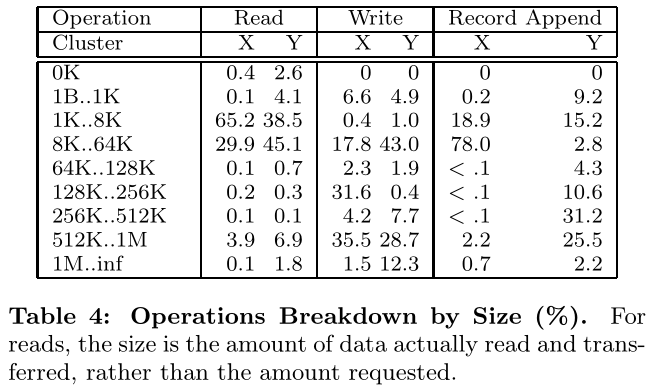 Operation Read Write Record Append
Cluster X Y X Y X Y
0K 0.4 2.6 0 0 0 0
1B..1K 0.1 4.1 6.6 4.9 0.2 9.2
1K..8K 65.2 38.5 0.4 1.0 18.9 15.2
8K..64K 29.9 45.1 17.8 43.0 78.0 2.8
64K..128K 0.1 0.7 2.3 1.9 < .1 4.3
128K..256K 0.2 0.3 31.6 0.4 < .1 10.6
256K..512K 0.1 0.1 4.2 7.7 < .1 31.2
512K..1M 3.9 6.9 35.5 28.7 2.2 25.5
1M..inf 0.1 1.8 1.5 12.3 0.7 2.2
Table 4: Operations Breakdown by Size (%). For
reads, the size is the amount of data actually read and trans-
ferred, rather than the amount requested.